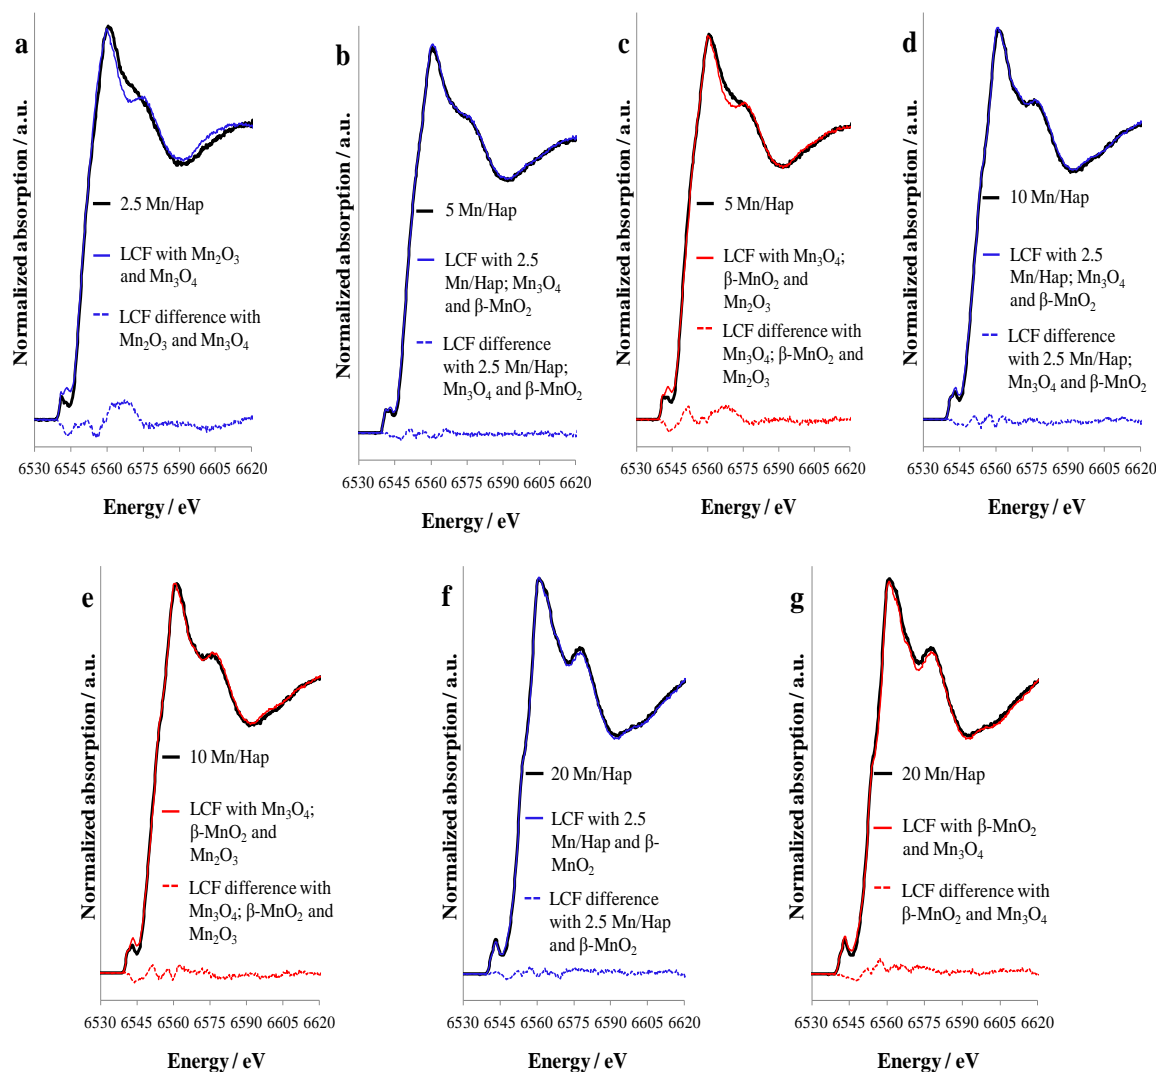 a
Normalized absorption / a.u.
2.5 Mn/Hap
LCF with Mn₂O₃
and Mn₃O₄
LCF difference with
Mn₂O₃ and Mn₃O₄
6530 6545 6560 6575 6590 6605 6620
Energy / eV
b
Normalized absorption / a.u.
5 Mn/Hap
LCF with 2.5
Mn/Hap; Mn₃O₄
and β-MnO₂
LCF difference
with 2.5 Mn/Hap;
Mn₃O₄ and β-MnO₂
6530 6545 6560 6575 6590 6605 6620
Energy / eV
c
Normalized absorption / a.u.
5 Mn/Hap
LCF with Mn₃O₄;
β-MnO₂ and
Mn₂O₃
LCF difference with
Mn₃O₄; β-MnO₂ and
Mn₂O₃
6530 6545 6560 6575 6590 6605 6620
Energy / eV
d
Normalized absorption / a.u.
10 Mn/Hap
LCF with 2.5
Mn/Hap; Mn₃O₄
and β-MnO₂
LCF difference
with 2.5 Mn/Hap;
Mn₃O₄ and β-MnO₂
6530 6545 6560 6575 6590 6605 6620
Energy / eV
e
Normalized absorption / a.u.
10 Mn/Hap
LCF with Mn₃O₄;
β-MnO₂ and
Mn₂O₃
LCF difference with
Mn₃O₄; β-MnO₂ and
Mn₂O₃
6530 6545 6560 6575 6590 6605 6620
Energy / eV
f
Normalized absorption / a.u.
20 Mn/Hap
LCF with 2.5
Mn/Hap and β-
MnO₂
LCF difference
with 2.5 Mn/Hap
and β-MnO₂
6530 6545 6560 6575 6590 6605 6620
Energy / eV
g
Normalized absorption / a.u.
20 Mn/Hap
LCF with β-MnO₂
and Mn₃O₄
LCF difference with
β-MnO₂ and Mn₃O₄
6530 6545 6560 6575 6590 6605 6620
Energy / eV